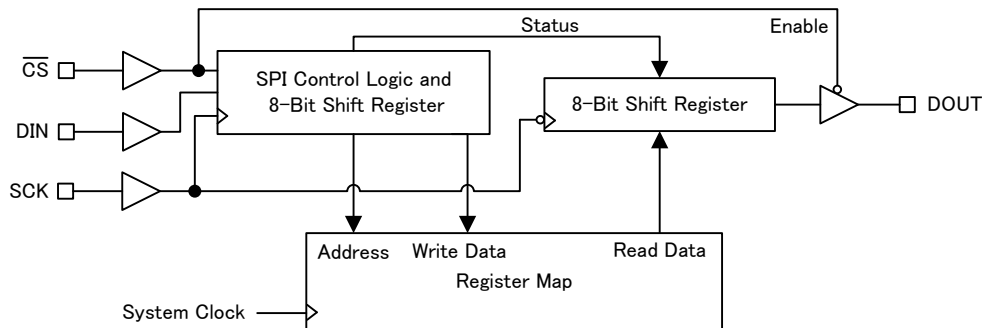 Status
Enable
C̅S̅
SPI Control Logic and
8-Bit Shift Register
8-Bit Shift Register
DOUT
DIN
SCK
Address
Write Data
Read Data
Register Map
System Clock